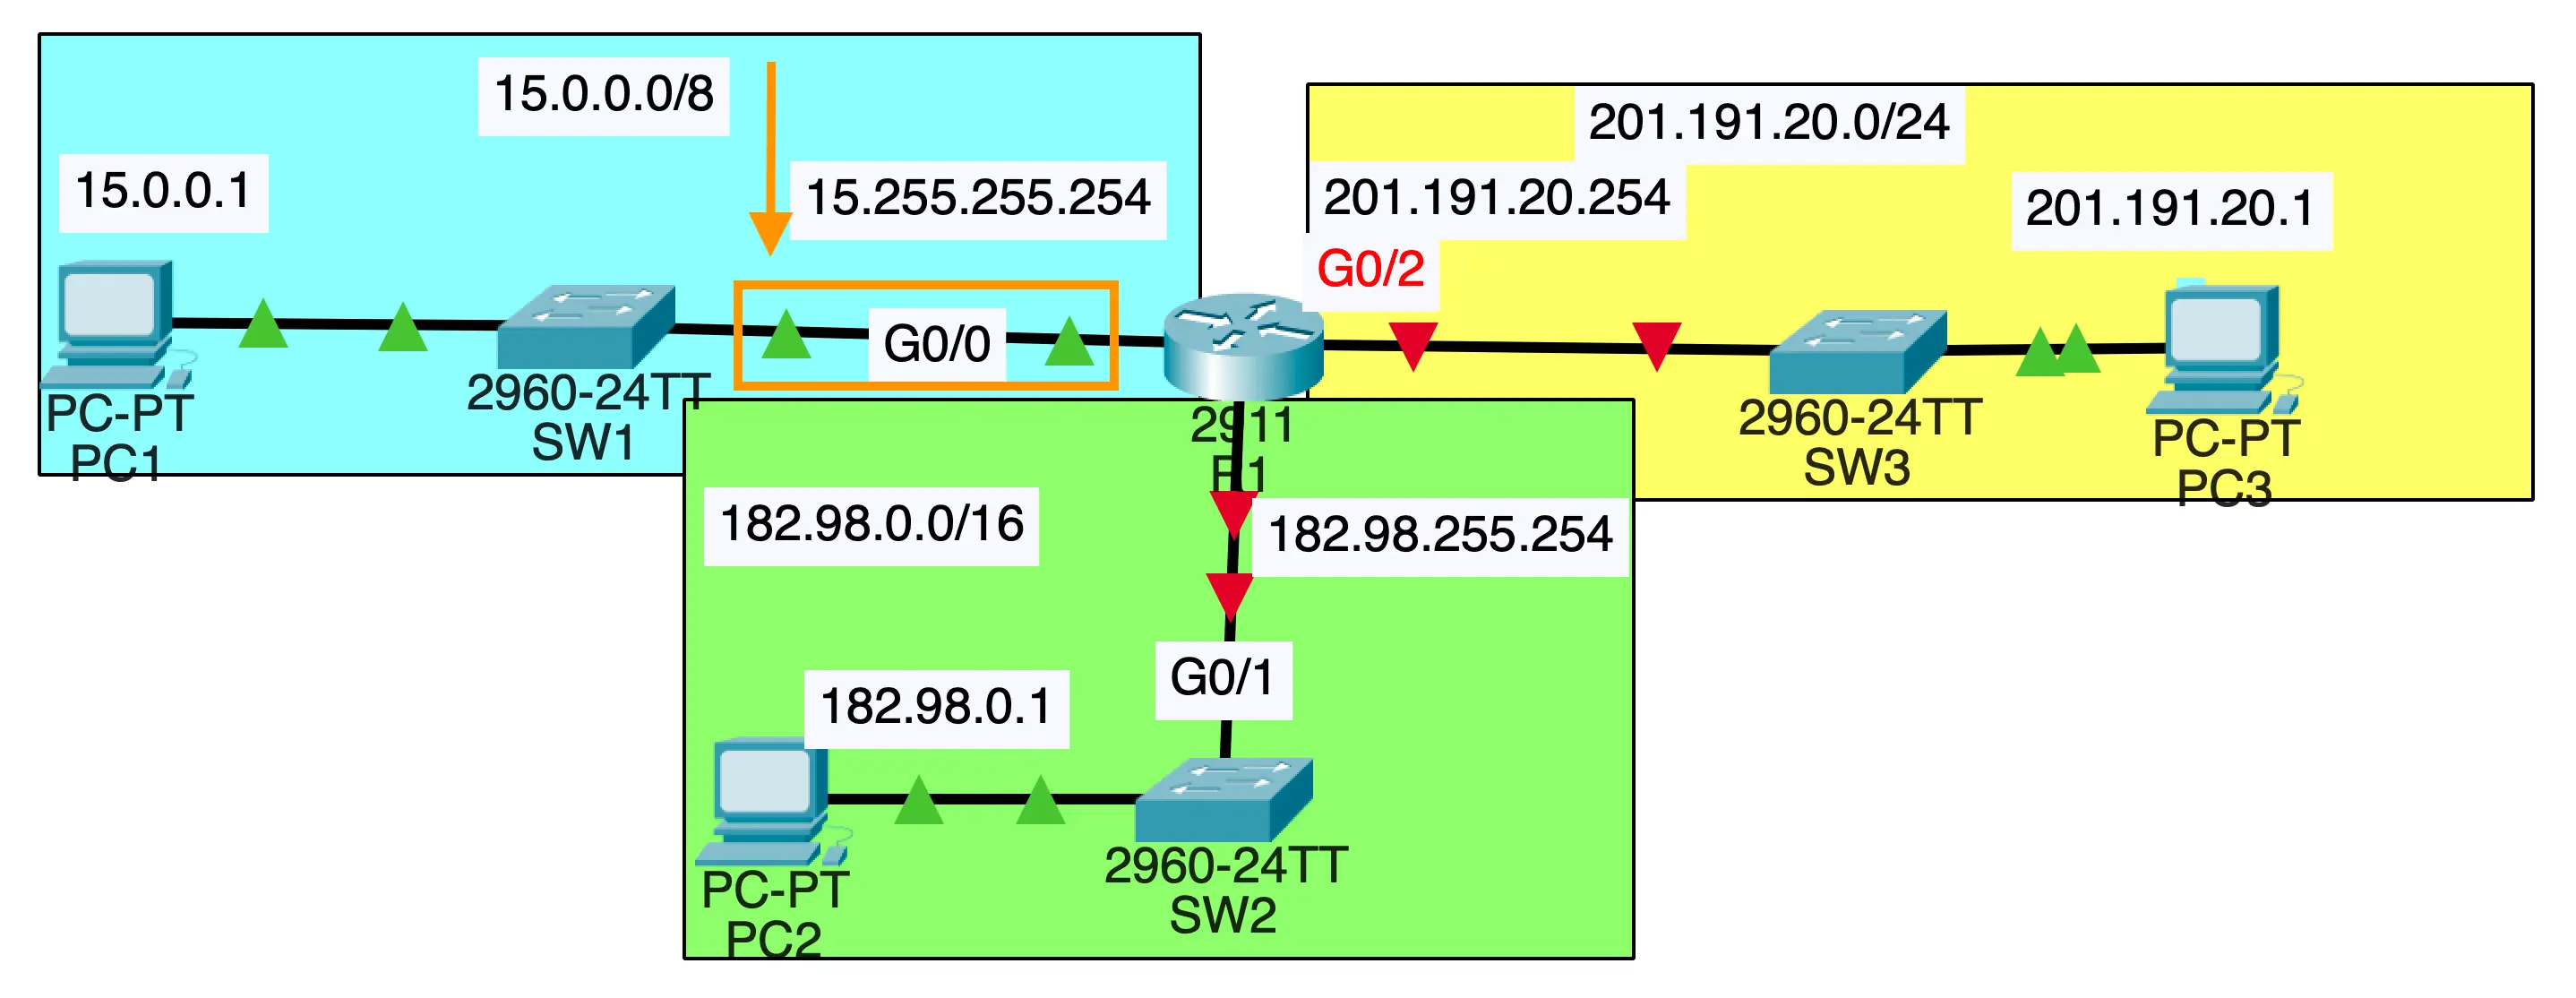 15.0.0.0/8
15.0.0.1
15.255.255.254
G0/0
PC-PT
PC1
2960-24TT
SW1
201.191.20.0/24
201.191.20.254
201.191.20.1
G0/2
2911
R1
2960-24TT
SW3
PC-PT
PC3
182.98.0.0/16
182.98.255.254
G0/1
182.98.0.1
PC-PT
PC2
2960-24TT
SW2